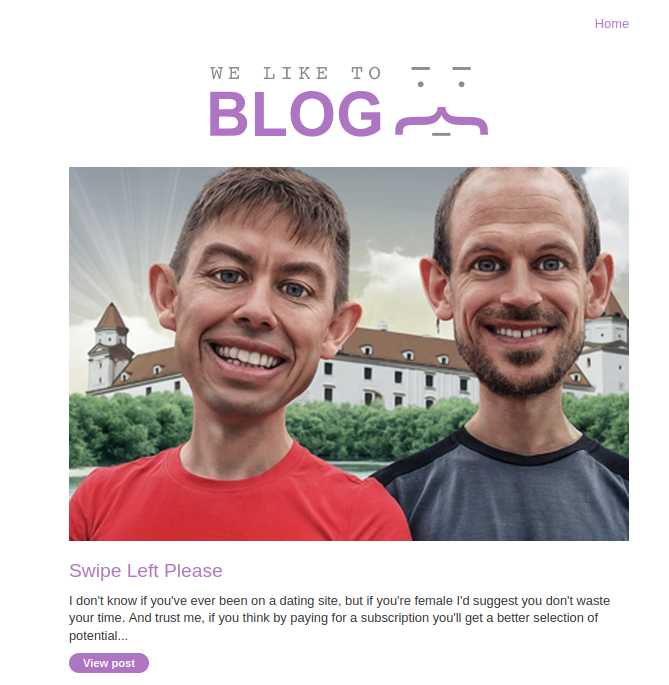 Home
WE LIKE TO
BLOG
Swipe Left Please
I don't know if you've ever been on a dating site, but if you're female I'd suggest you don't waste
your time. And trust me, if you think by paying for a subscription you'll get a better selection of
potential...
View post